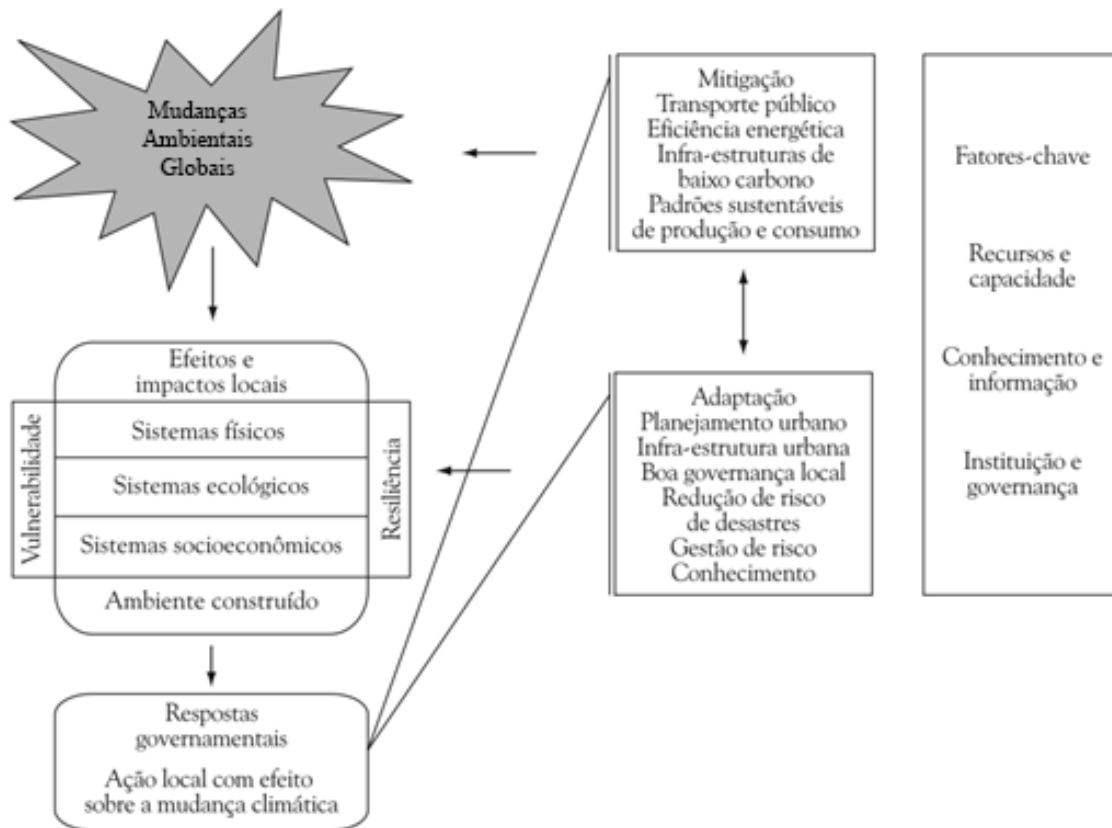 Mudanças
Ambientais
Globais
Efeitos e
impactos locais
Vulnerabilidade
Sistemas físicos
Sistemas ecológicos
Sistemas socioeconômicos
Resiliência
Ambiente construído
Respostas
governamentais
Ação local com efeito
sobre a mudança climática
Mitigação
Transporte público
Eficiência energética
Infra-estruturas de
baixo carbono
Padrões sustentáveis
de produção e consumo
Adaptação
Planejamento urbano
Infra-estrutura urbana
Boa governança local
Redução de risco
de desastres
Gestão de risco
Conhecimento
Fatores-chave
Recursos e
capacidade
Conhecimento e
informação
Instituição e
governança